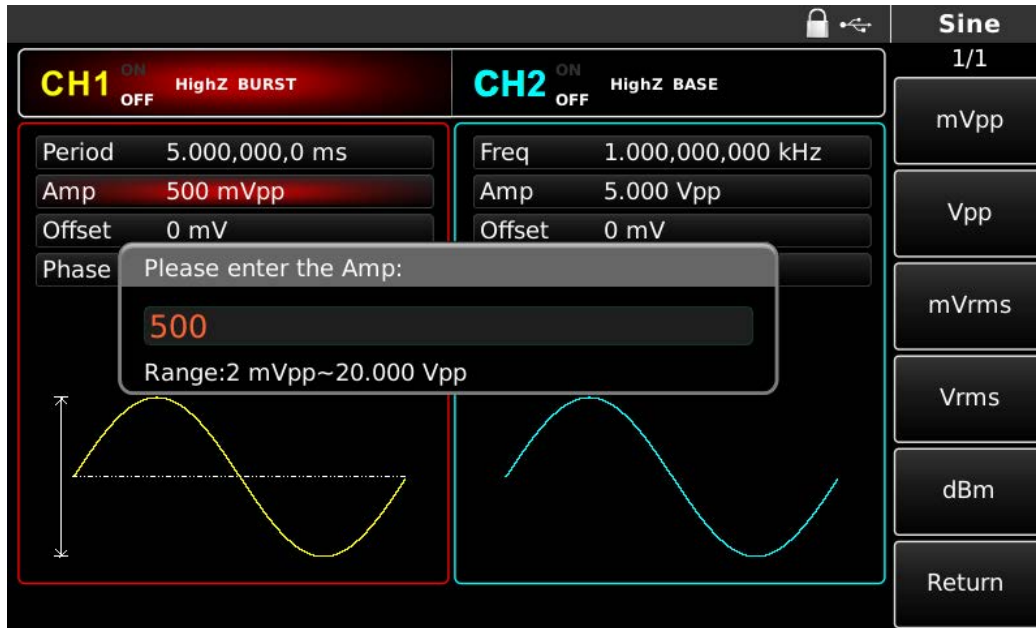 Sine
1/1
CH1 ON OFF HighZ BURST
CH2 ON OFF HighZ BASE
Period 5.000,000,0 ms
Amp 500 mVpp
Offset 0 mV
Phase
Freq 1.000,000,000 kHz
Amp 5.000 Vpp
Offset 0 mV
Please enter the Amp:
500
Range:2 mVpp~20.000 Vpp
mVpp
Vpp
mVrms
Vrms
dBm
Return